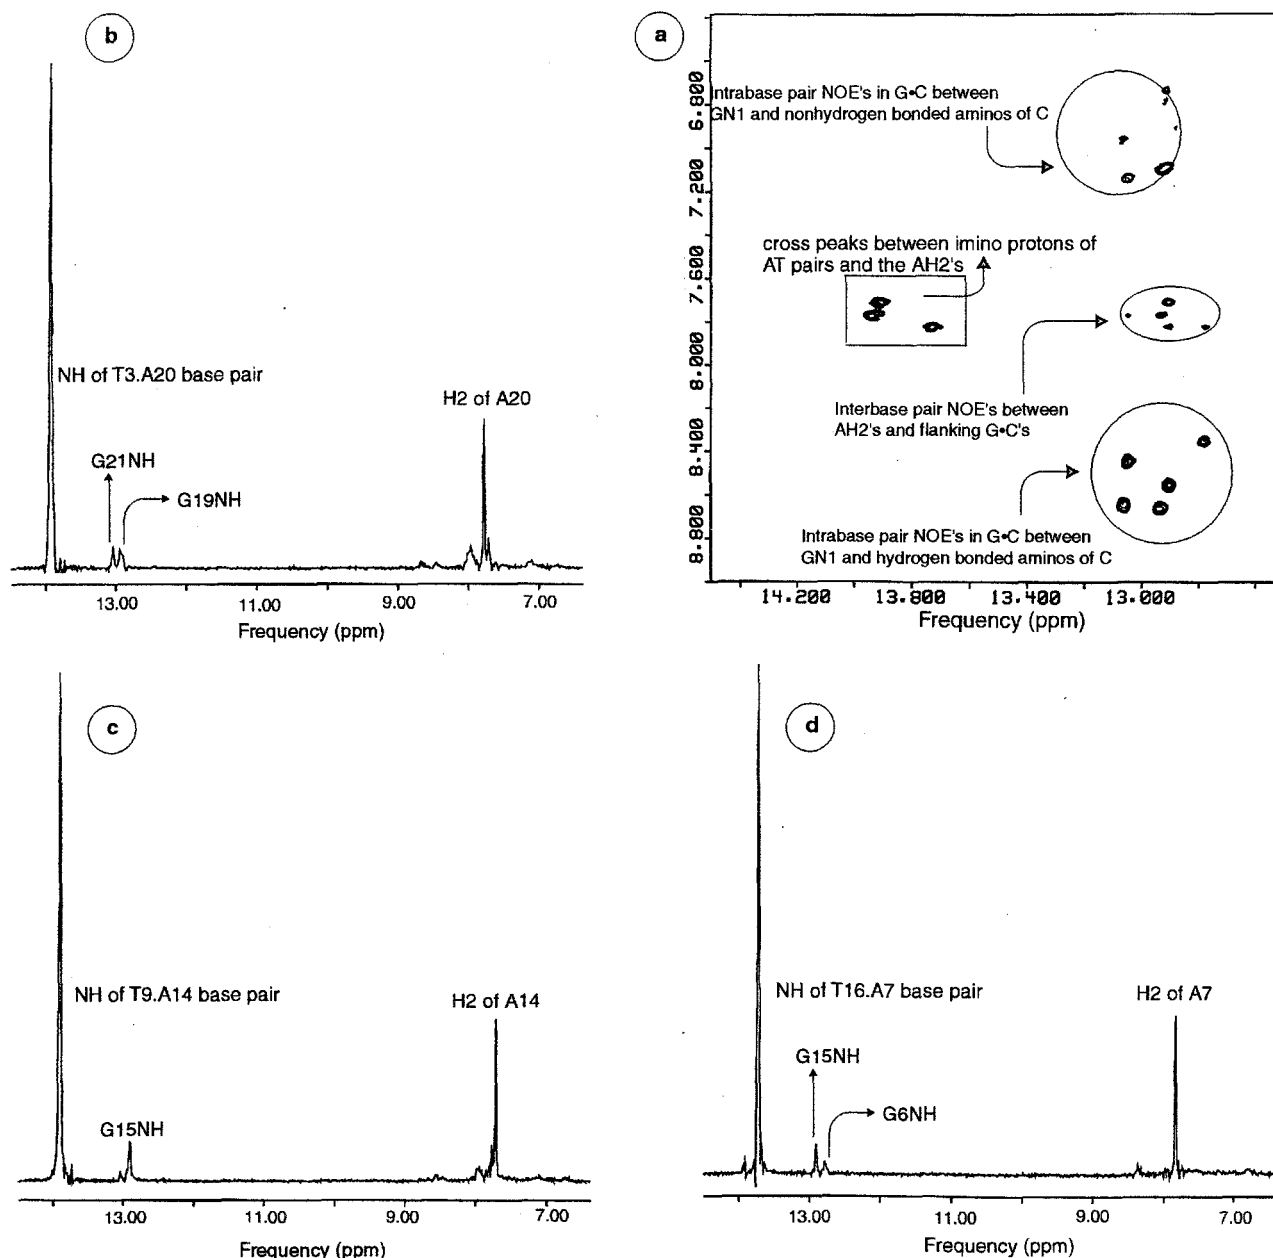 b
NH of T3.A20 base pair
H2 of A20
G21NH
G19NH
13.00 11.00 9.00 7.00
Frequency (ppm)
a
Intrabase pair NOE's in G•C between
GN1 and nonhydrogen bonded aminos of C
cross peaks between imino protons of
AT pairs and the AH2's
Interbase pair NOE's between
AH2's and flanking G•C's
Intrabase pair NOE's in G•C between
GN1 and hydrogen bonded aminos of C
6.800
7.200
7.600
8.000
8.400
8.800
14.200 13.800 13.400 13.000
Frequency (ppm)
c
NH of T9.A14 base pair
H2 of A14
G15NH
13.00 11.00 9.00 7.00
Frequency (ppm)
d
NH of T16.A7 base pair
H2 of A7
G15NH
G6NH
13.00 11.00 9.00 7.00
Frequency (ppm)